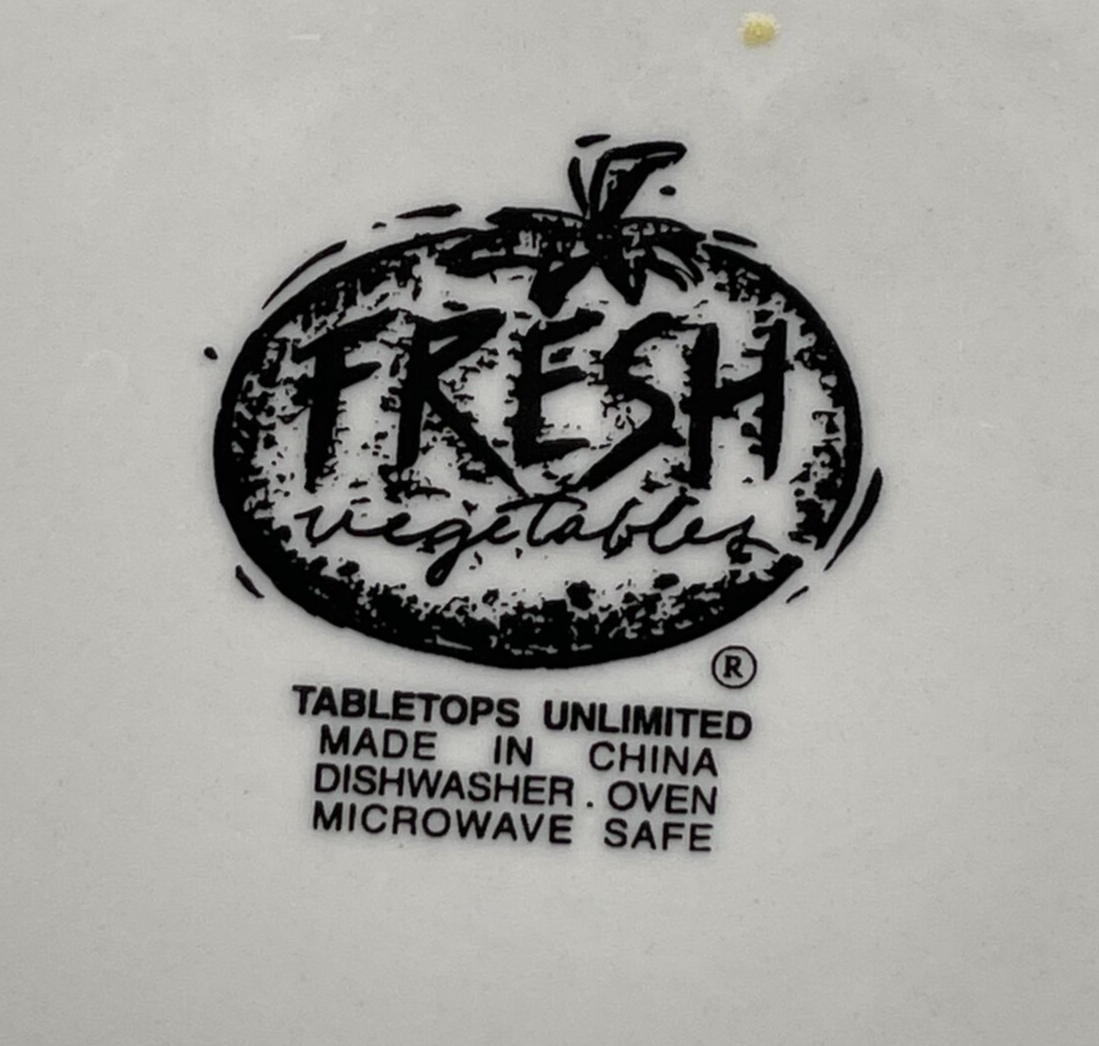 FRESH
vegetables
®
TABLETOPS UNLIMITED
MADE IN CHINA
DISHWASHER . OVEN
MICROWAVE SAFE